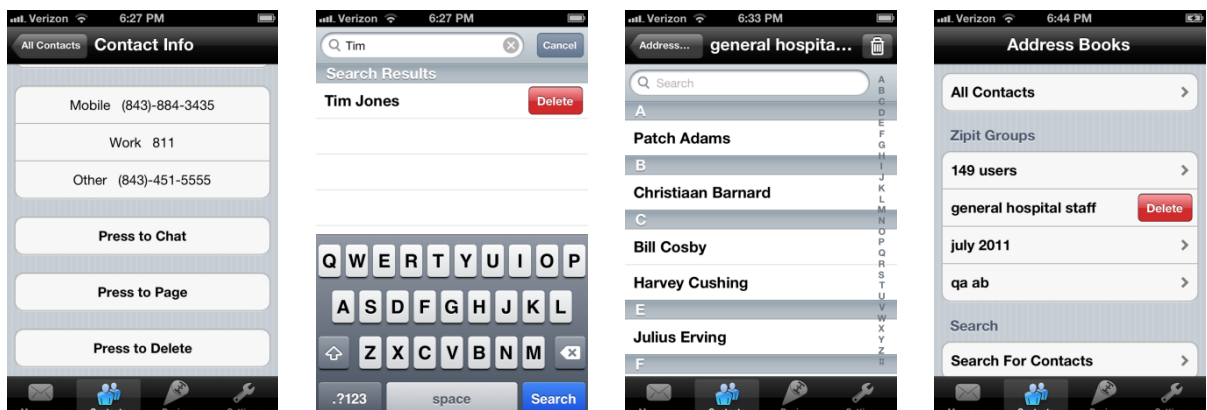 Verizon 6:27 PM
All Contacts Contact Info
Mobile (843)-884-3435
Work 811
Other (843)-451-5555
Press to Chat
Press to Page
Press to Delete
Verizon 6:27 PM
Tim Cancel
Search Results
Tim Jones Delete
Q W E R T Y U I O P
A S D F G H J K L
Z X C V B N M
.?123 space Search
Verizon 6:33 PM
Address... general hospita...
Search
A
Patch Adams
B
Christiaan Barnard
C
Bill Cosby
Harvey Cushing
E
Julius Erving
F
A
B
C
D
E
F
G
H
I
J
K
L
M
N
O
P
Q
R
S
T
U
V
W
X
Y
Z
#
Verizon 6:44 PM
Address Books
All Contacts
Zipit Groups
149 users
general hospital staff Delete
july 2011
qa ab
Search
Search For Contacts